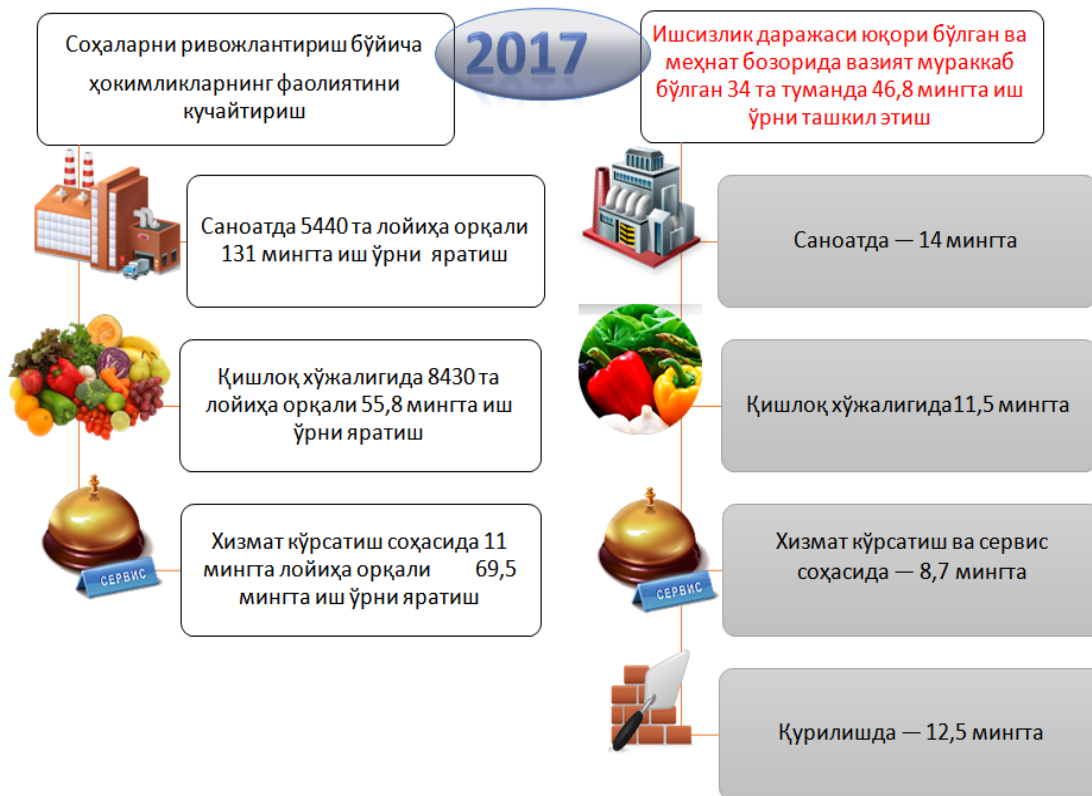 Соҳаларни ривожлантириш бўйича
ҳокимликларнинг фаолиятини
кучайтириш
2017
Ишсизлик даражаси юқори бўлган ва
меҳнат бозорида вазият мураккаб
бўлган 34 та туманда 46,8 мингта иш
ўрни ташкил этиш
Саноатда 5440 та лойиҳа орқали
131 мингта иш ўрни яратиш
Қишлоқ хўжалигида 8430 та
лойиҳа орқали 55,8 мингта иш
ўрни яратиш
СЕРВИС
Хизмат кўрсатиш соҳасида 11
мингта лойиҳа орқали 69,5
мингта иш ўрни яратиш
Саноатда — 14 мингта
Қишлоқ хўжалигида11,5 мингта
СЕРВИС
Хизмат кўрсатиш ва сервис
соҳасида — 8,7 мингта
Қурилишда — 12,5 мингта